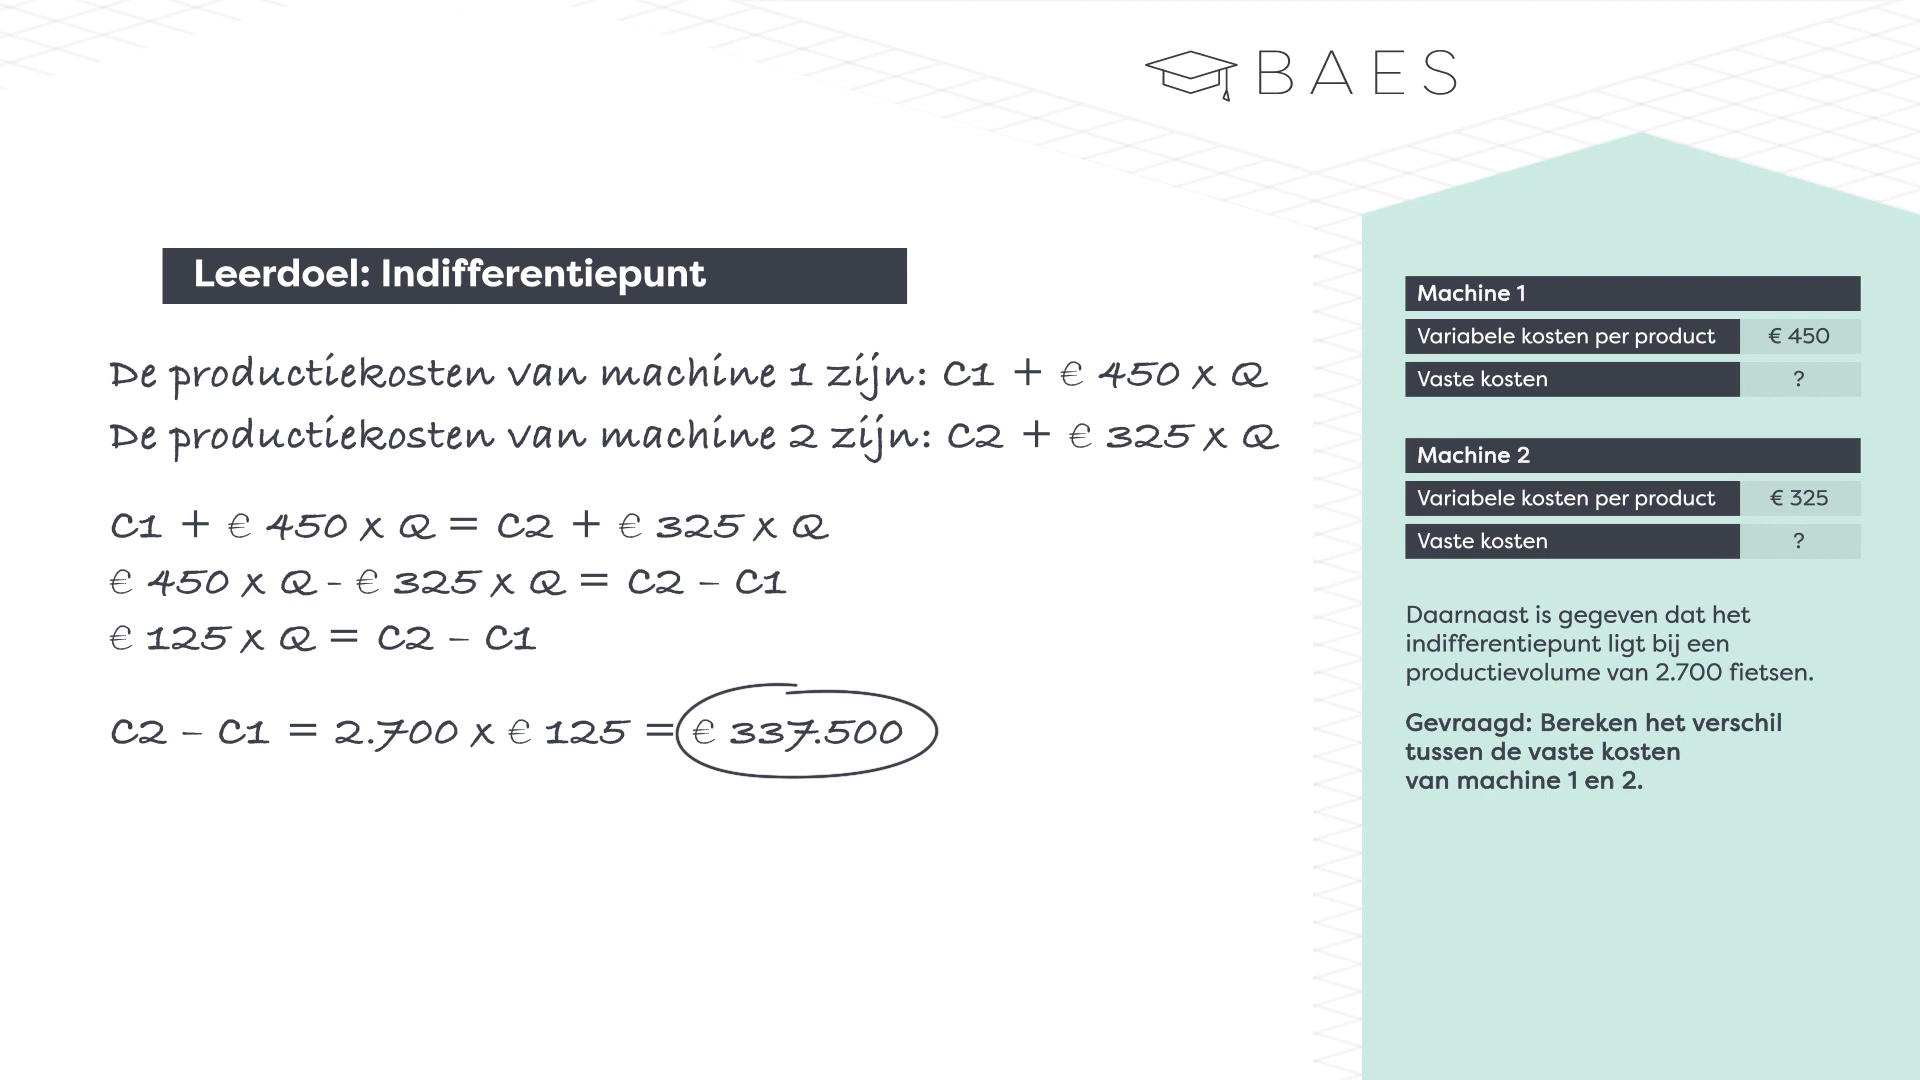 BAES
Leerdoel: Indifferentiepunt
De productiekosten van machine 1 zijn: C1 + € 450 x Q
De productiekosten van machine 2 zijn: C2 + € 325 x Q
C1 + € 450 x Q = C2 + € 325 x Q
€ 450 x Q - € 325 x Q = C2 – C1
€ 125 x Q = C2 – C1
C2 – C1 = 2.700 x € 125 = € 337.500
Machine 1
Variabele kosten per product € 450
Vaste kosten ?
Machine 2
Variabele kosten per product € 325
Vaste kosten ?
Daarnaast is gegeven dat het
indifferentiepunt ligt bij een
productievolume van 2.700 fietsen.
Gevraagd: Bereken het verschil
tussen de vaste kosten
van machine 1 en 2.